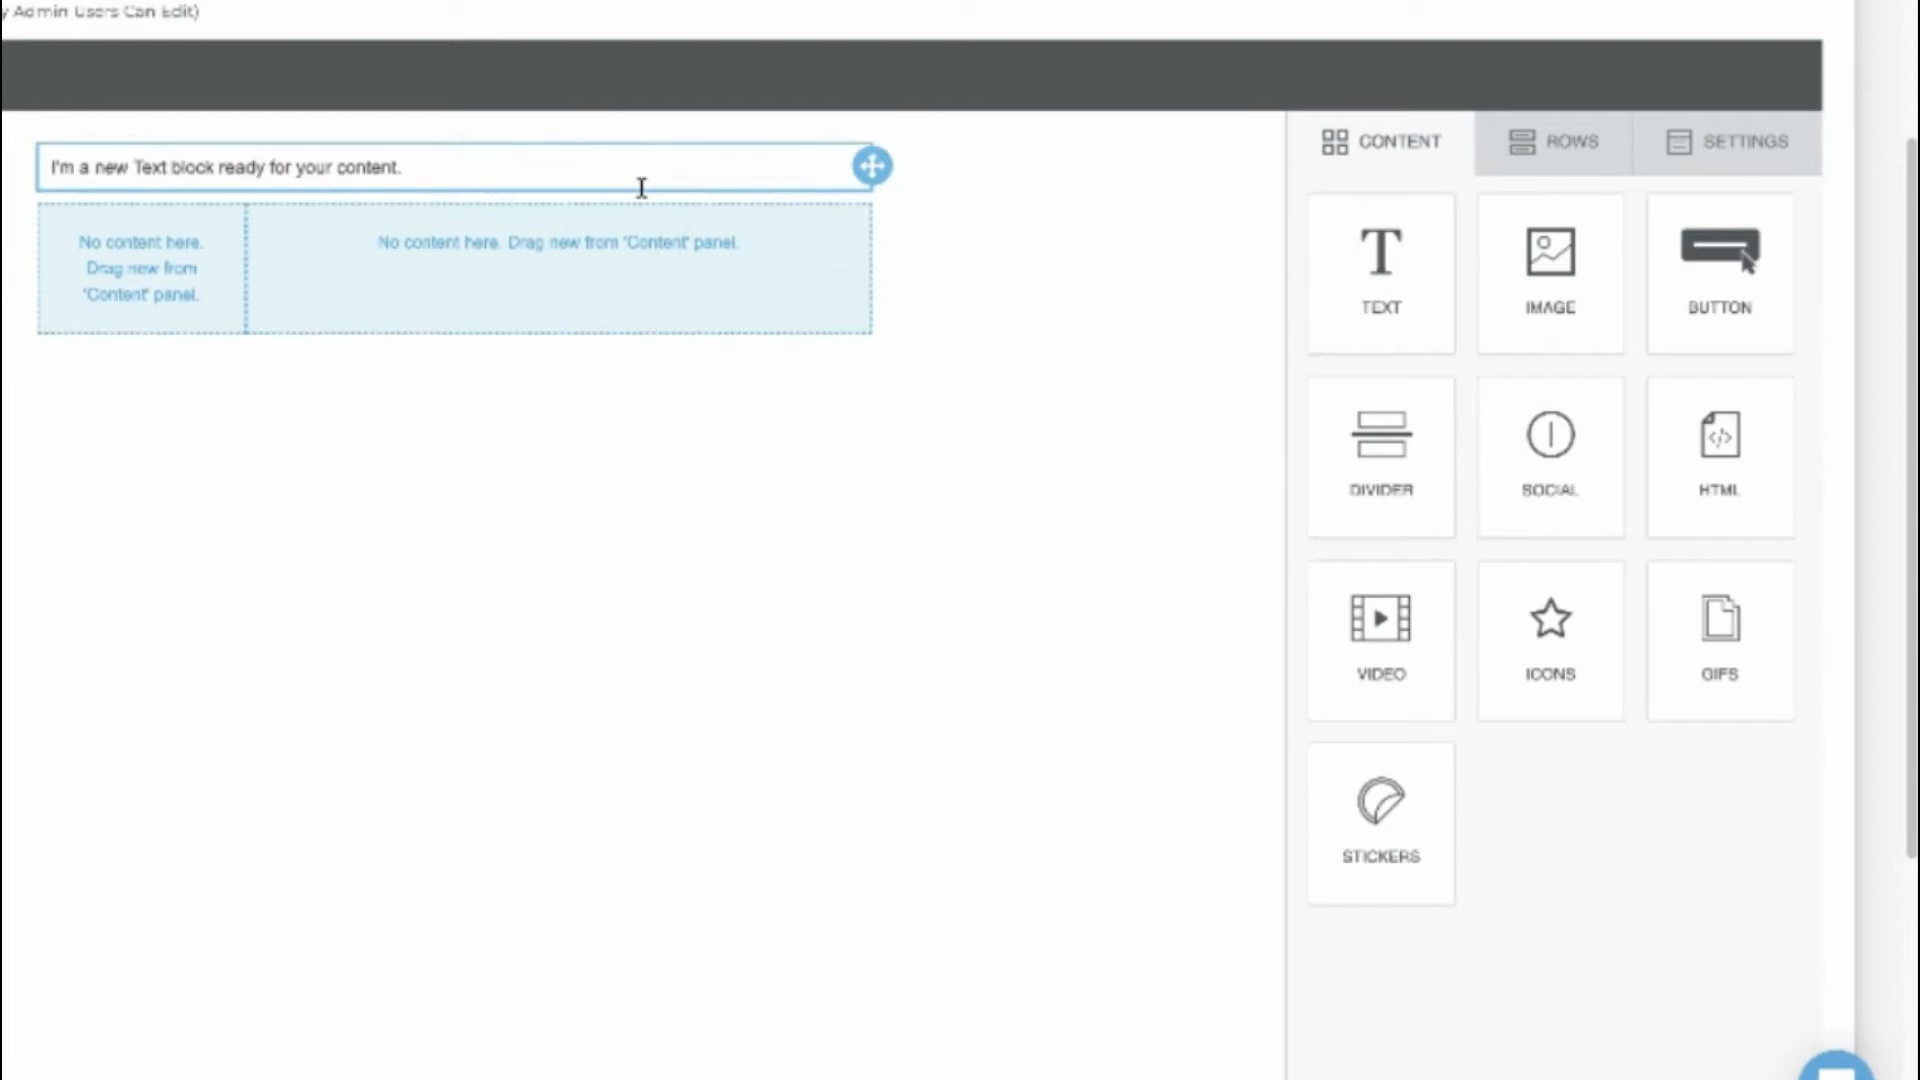 y Admin Users Can Edit)
CONTENT
ROWS
SETTINGS
I'm a new Text block ready for your content.
No content here.
Drag new from
'Content' panel.
No content here. Drag new from 'Content' panel.
TEXT
IMAGE
BUTTON
DIVIDER
SOCIAL
HTML
VIDEO
ICONS
GIFS
STICKERS